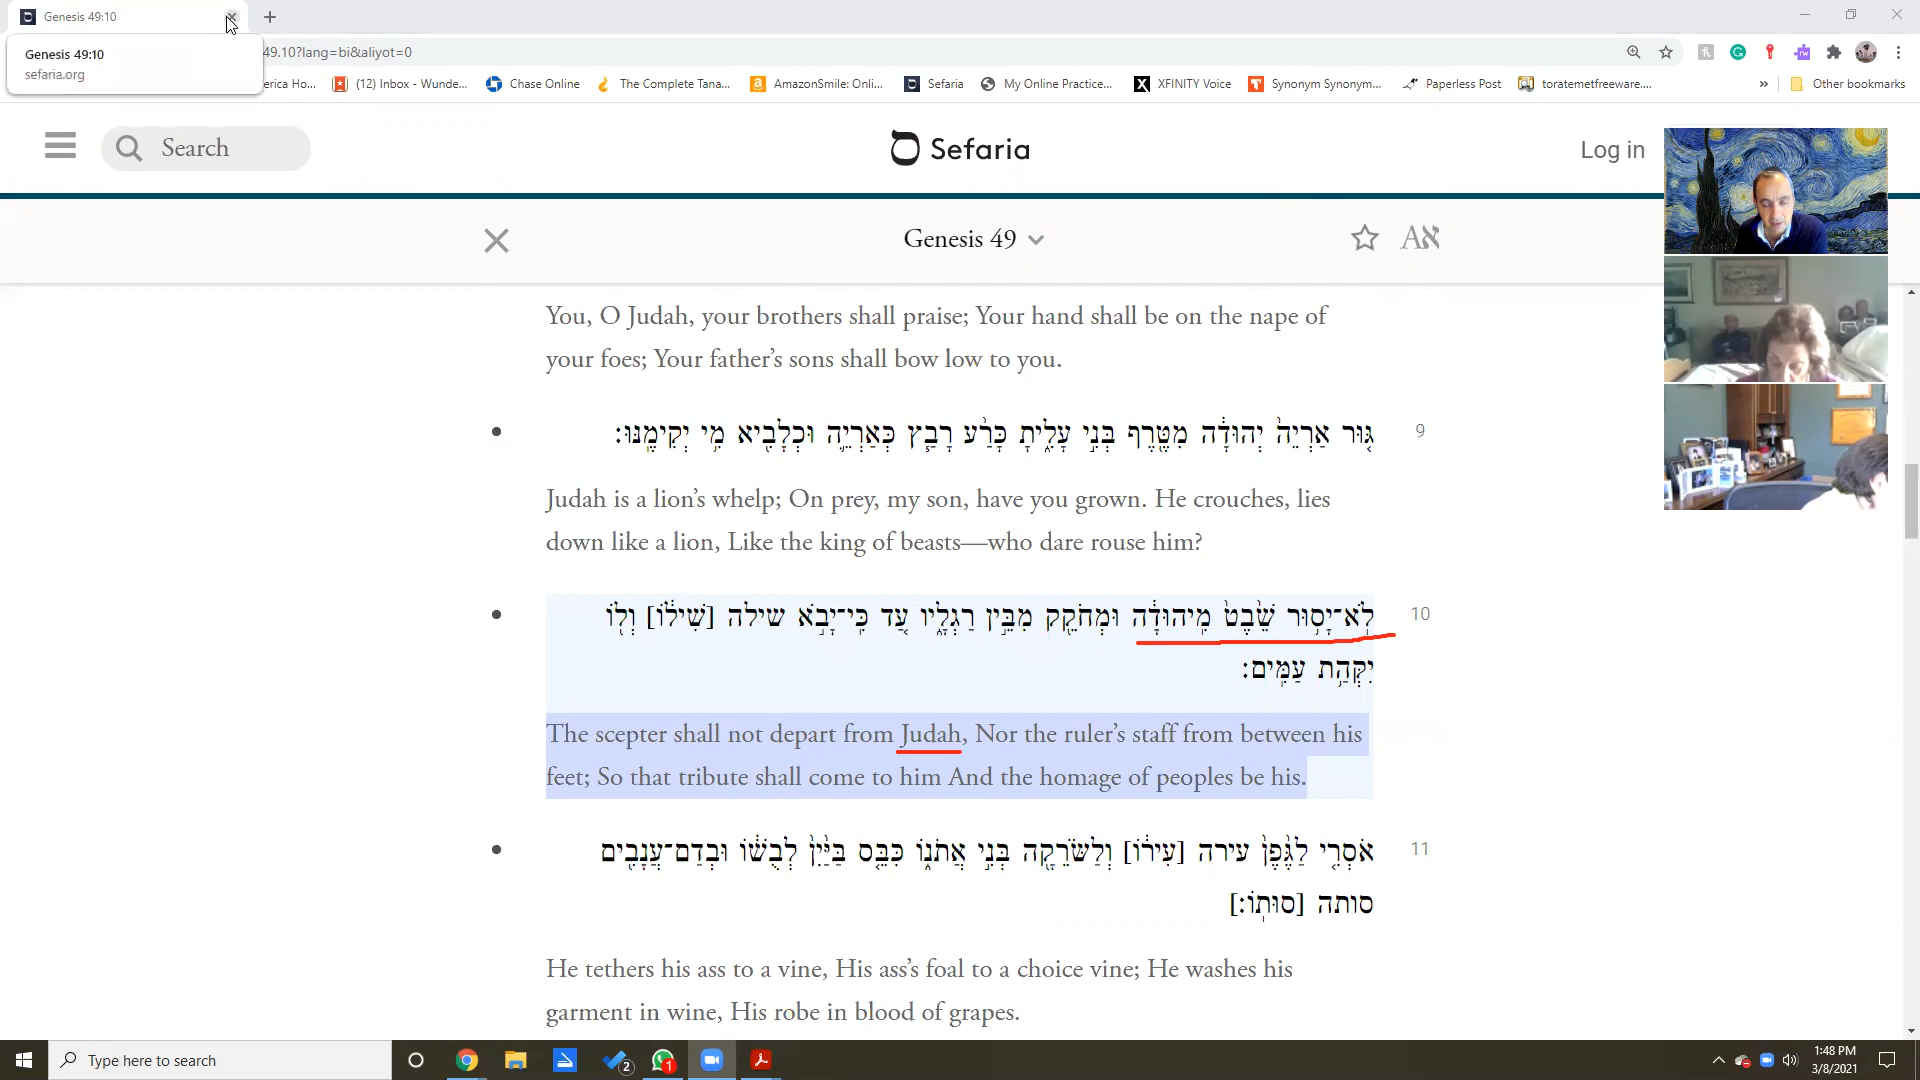 Genesis 49:10
Genesis 49:10
sefaria.org
49.10?lang=bi&aliyot=0
erica Ho...
(12) Inbox - Wunde...
Chase Online
The Complete Tana...
AmazonSmile: Onli...
Sefaria
My Online Practice...
XFINITY Voice
Synonym Synonym...
Paperless Post
toratemetfreeware....
»
Other bookmarks
Search
Sefaria
Log in
Genesis 49
Aא
You, O Judah, your brothers shall praise; Your hand shall be on the nape of
your foes; Your father’s sons shall bow low to you.
גּ֤וּר אַרְיֵה֙ יְהוּדָ֔ה מִטֶּ֖רֶף בְּנִ֣י עָלִ֑יתָ כָּרַ֨ע רָבַ֧ץ כְּאַרְיֵ֛ה וּכְלָבִ֖יא מִ֥י יְקִימֶֽנּוּ׃
9
Judah is a lion’s whelp; On prey, my son, have you grown. He crouches, lies
down like a lion, Like the king of beasts—who dare rouse him?
לֹֽא־יָס֥וּר שֵׁ֙בֶט֙ מִֽיהוּדָ֔ה וּמְחֹקֵ֖ק מִבֵּ֣ין רַגְלָ֑יו עַ֚ד כִּֽי־יָבֹ֣א שילה [שִׁיל֔וֹ] וְל֖וֹ
10
יִקְּהַ֥ת עַמִּֽים׃
The scepter shall not depart from Judah, Nor the ruler’s staff from between his
feet; So that tribute shall come to him And the homage of peoples be his.
אֹסְרִ֤י לַגֶּ֙פֶן֙ עירה [עִיר֔וֹ] וְלַשֹּׂרֵקָ֖ה בְּנִ֣י אֲתֹנ֑וֹ כִּבֵּ֤ס בַּיַּ֙יִן֙ לְבֻשׁ֔וֹ וּבְדַם־עֲנָבִ֖ים
11
סותה [סוּתֽוֹ׃]
He tethers his ass to a vine, His ass’s foal to a choice vine; He washes his
garment in wine, His robe in blood of grapes.
Type here to search
2
1
1:48 PM
3/8/2021